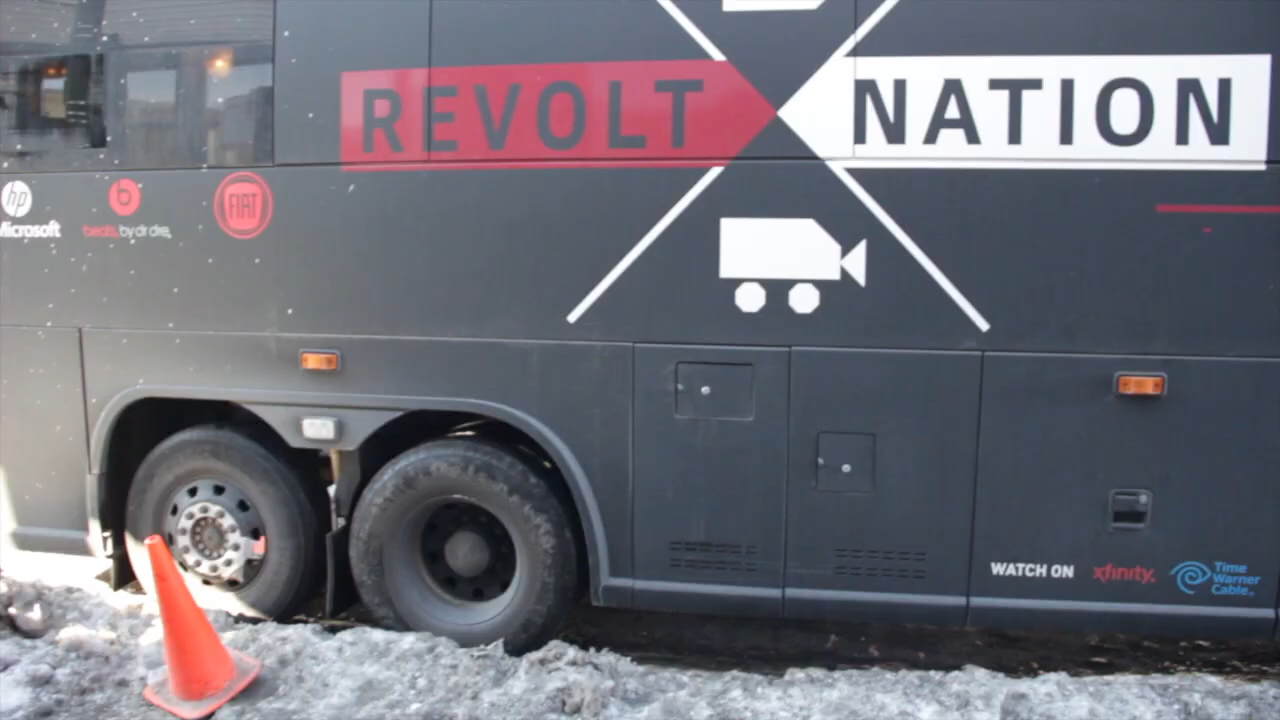 REVOLT NATION
hp
Microsoft
b
beats by dr dre
FIAT
WATCH ON xfinity Time Warner Cable